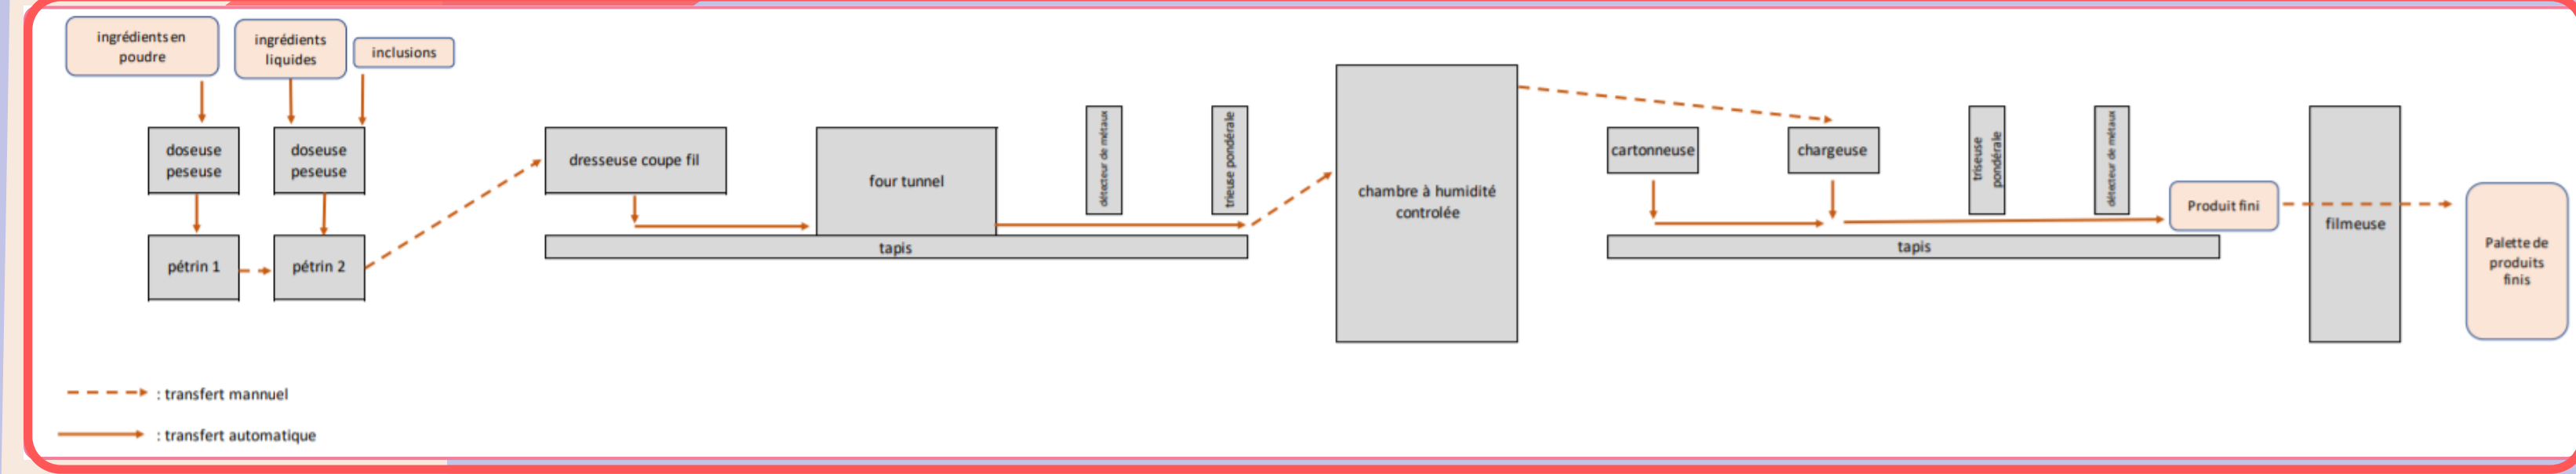 ingrédients en
poudre
ingrédients
liquides
inclusions
doseuse
peseuse
doseuse
peseuse
pétrin 1
pétrin 2
dresseuse coupe fil
four tunnel
détecteur de métaux
trieuse pondérale
tapis
chambre à humidité
controlée
cartonneuse
chargeuse
triseuse
pondérale
détecteur de métaux
tapis
Produit fini
filmeuse
Palette de
produits
finis
: transfert mannuel
: transfert automatique